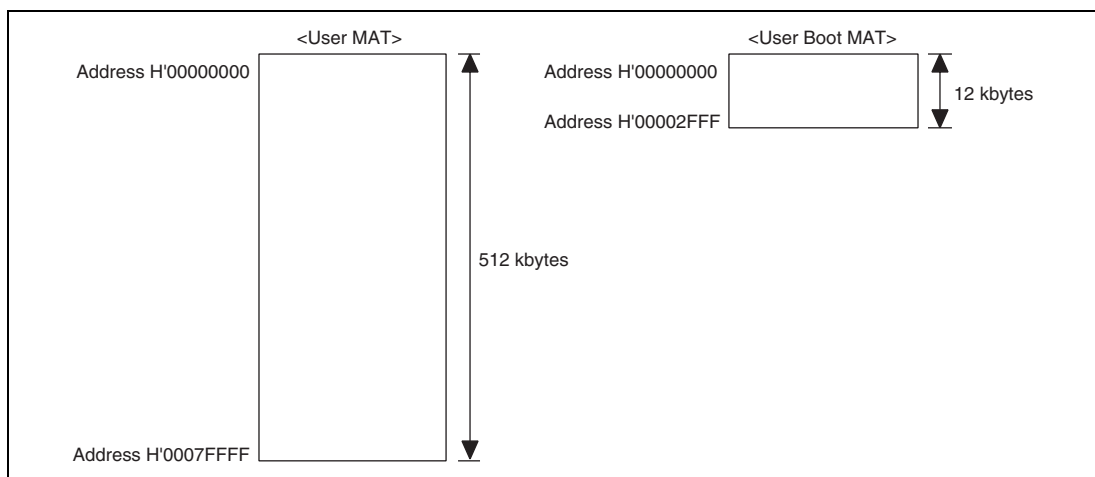 <User MAT>
Address H'00000000
512 kbytes
Address H'0007FFFF
<User Boot MAT>
Address H'00000000
12 kbytes
Address H'00002FFF